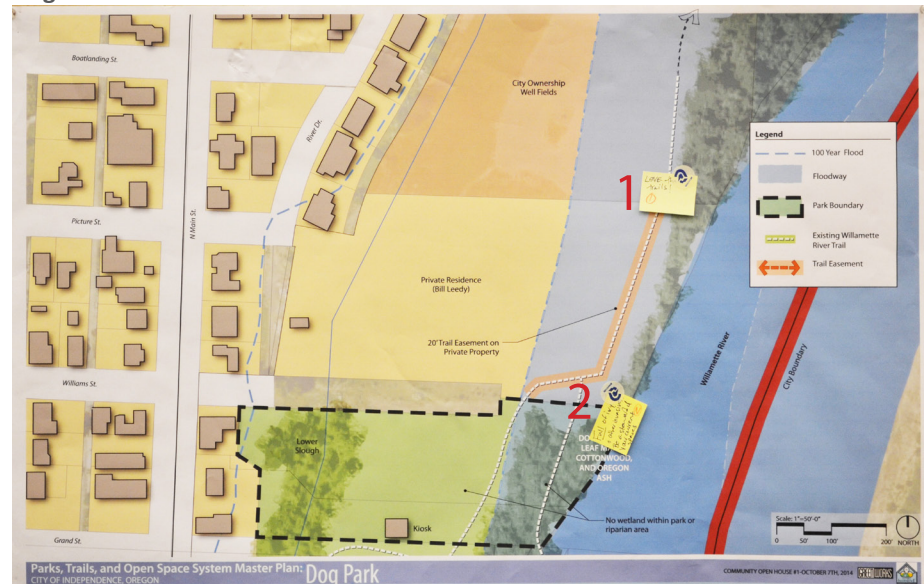 Boatlanding St.
River Dr.
Picture St.
N Main St.
Williams St.
Grand St.
City Ownership
Well Fields
Private Residence
(Bill Leedy)
20' Trail Easement on
Private Property
1
2
Lower
Slough
Kiosk
LEAF
COTTONWOOD,
AND OREGON
ASH
No wetland within park or
riparian area
Willamette River
City Boundary
Legend
100 Year Flood
Floodway
Park Boundary
Existing Willamette
River Trail
Trail Easement
Scale: 1"=50'-0"
0 50' 100' 200'
NORTH
Parks, Trails, and Open Space System Master Plan: Dog Park
CITY OF INDEPENDENCE, OREGON
COMMUNITY OPEN HOUSE #1-OCTOBER 7TH, 2014
GREENWORKS